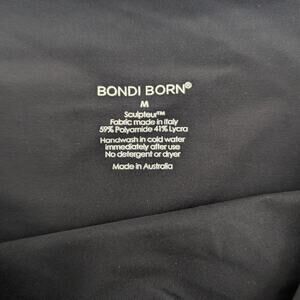 BONDI BORN®
M
Sculpteur™
Fabric made in Italy
59% Polyamide 41% Lycra
Handwash in cold water
immediately after use
No detergent or dryer
Made in Australia